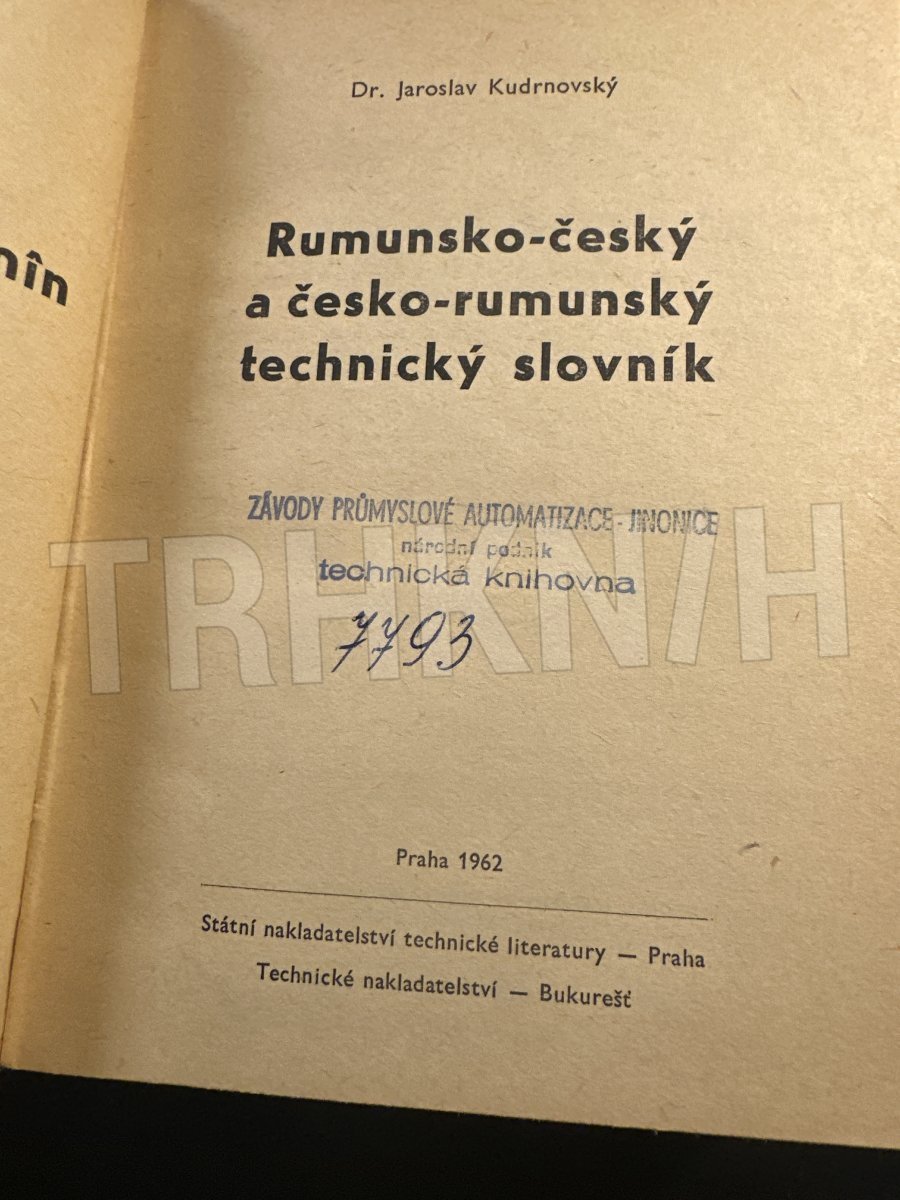 Dr. Jaroslav Kudrnovský
Rumunsko-český
a česko-rumunský
technický slovník
ZÁVODY PRŮMYSLOVÉ AUTOMATIZACE - JINONICE
národní podnik
technická knihovna
7793
TRHKNIH
Praha 1962
Státní nakladatelství technické literatury — Praha
Technické nakladatelství — Bukurešť